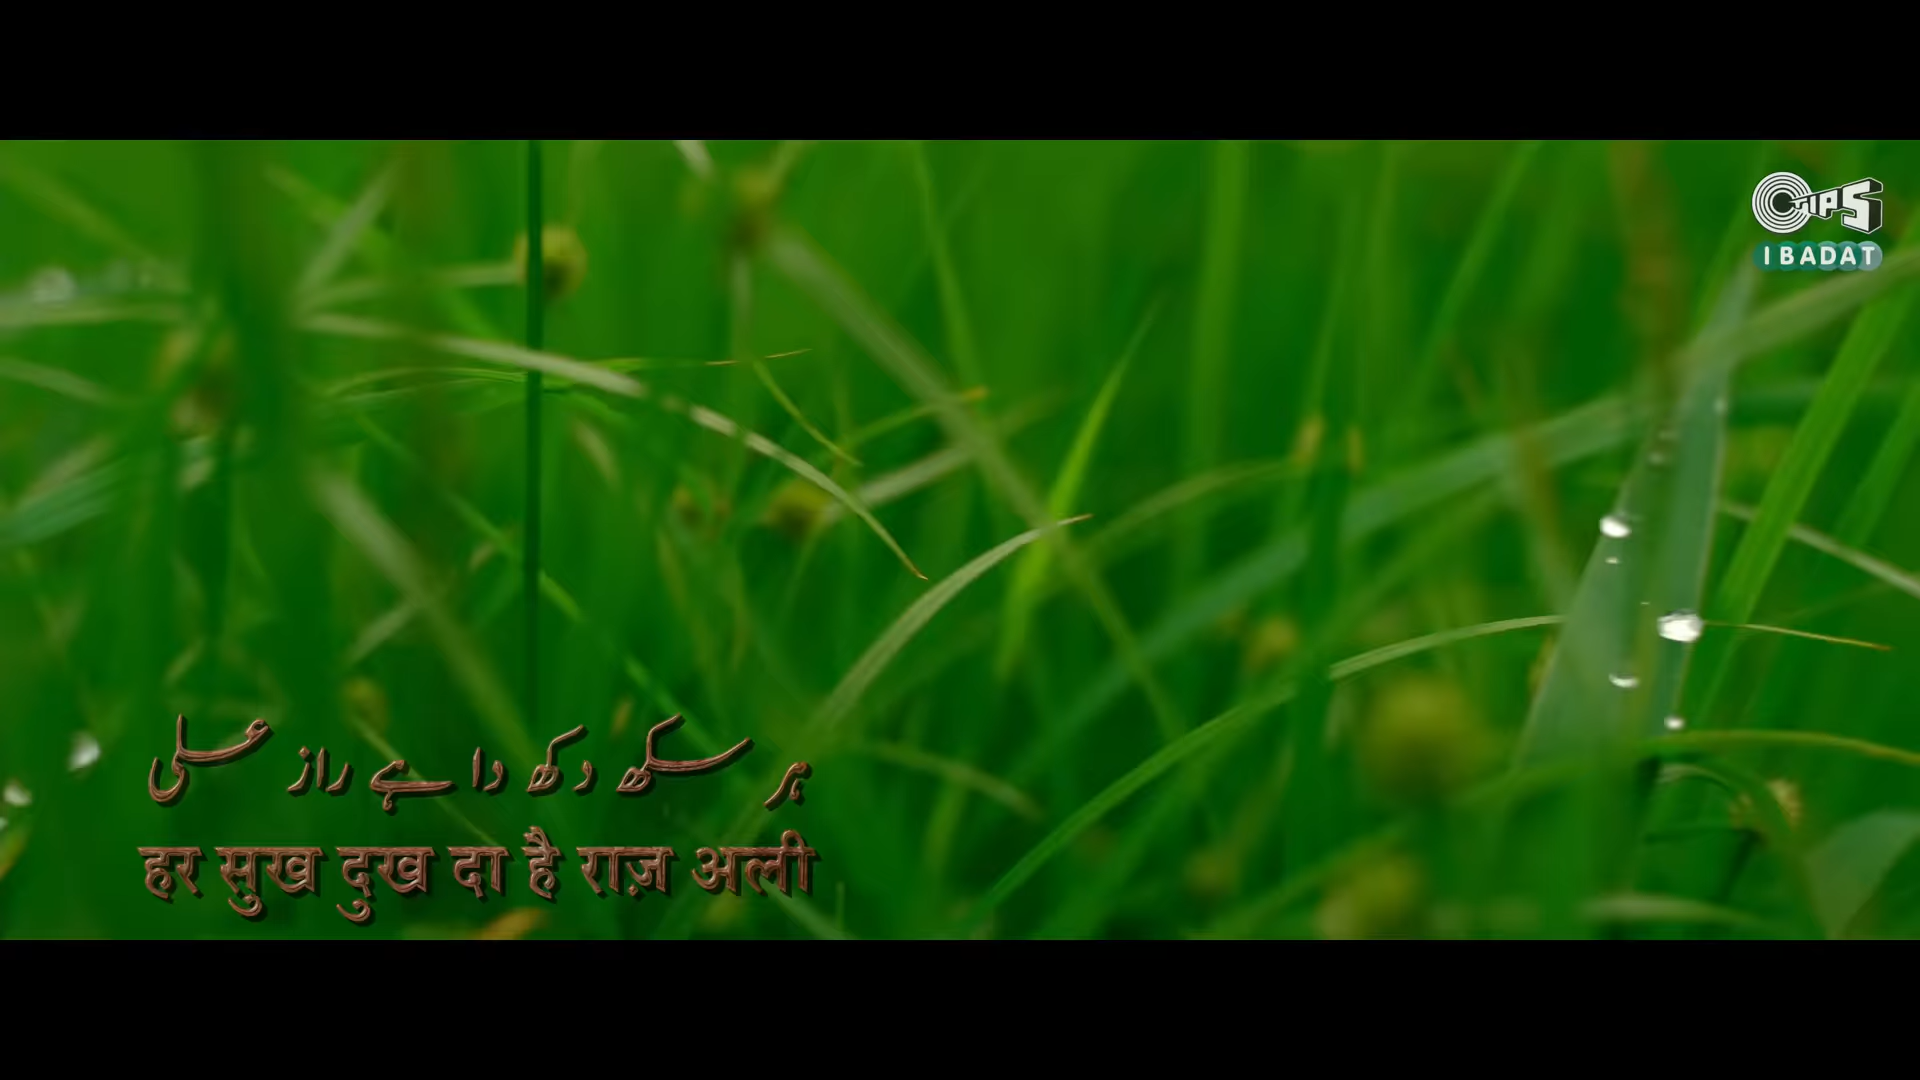 TIPS
IBADAT
ہر سکھ دکھ دا ہے راز علی
हर सुख दुख दा है राज़ अली